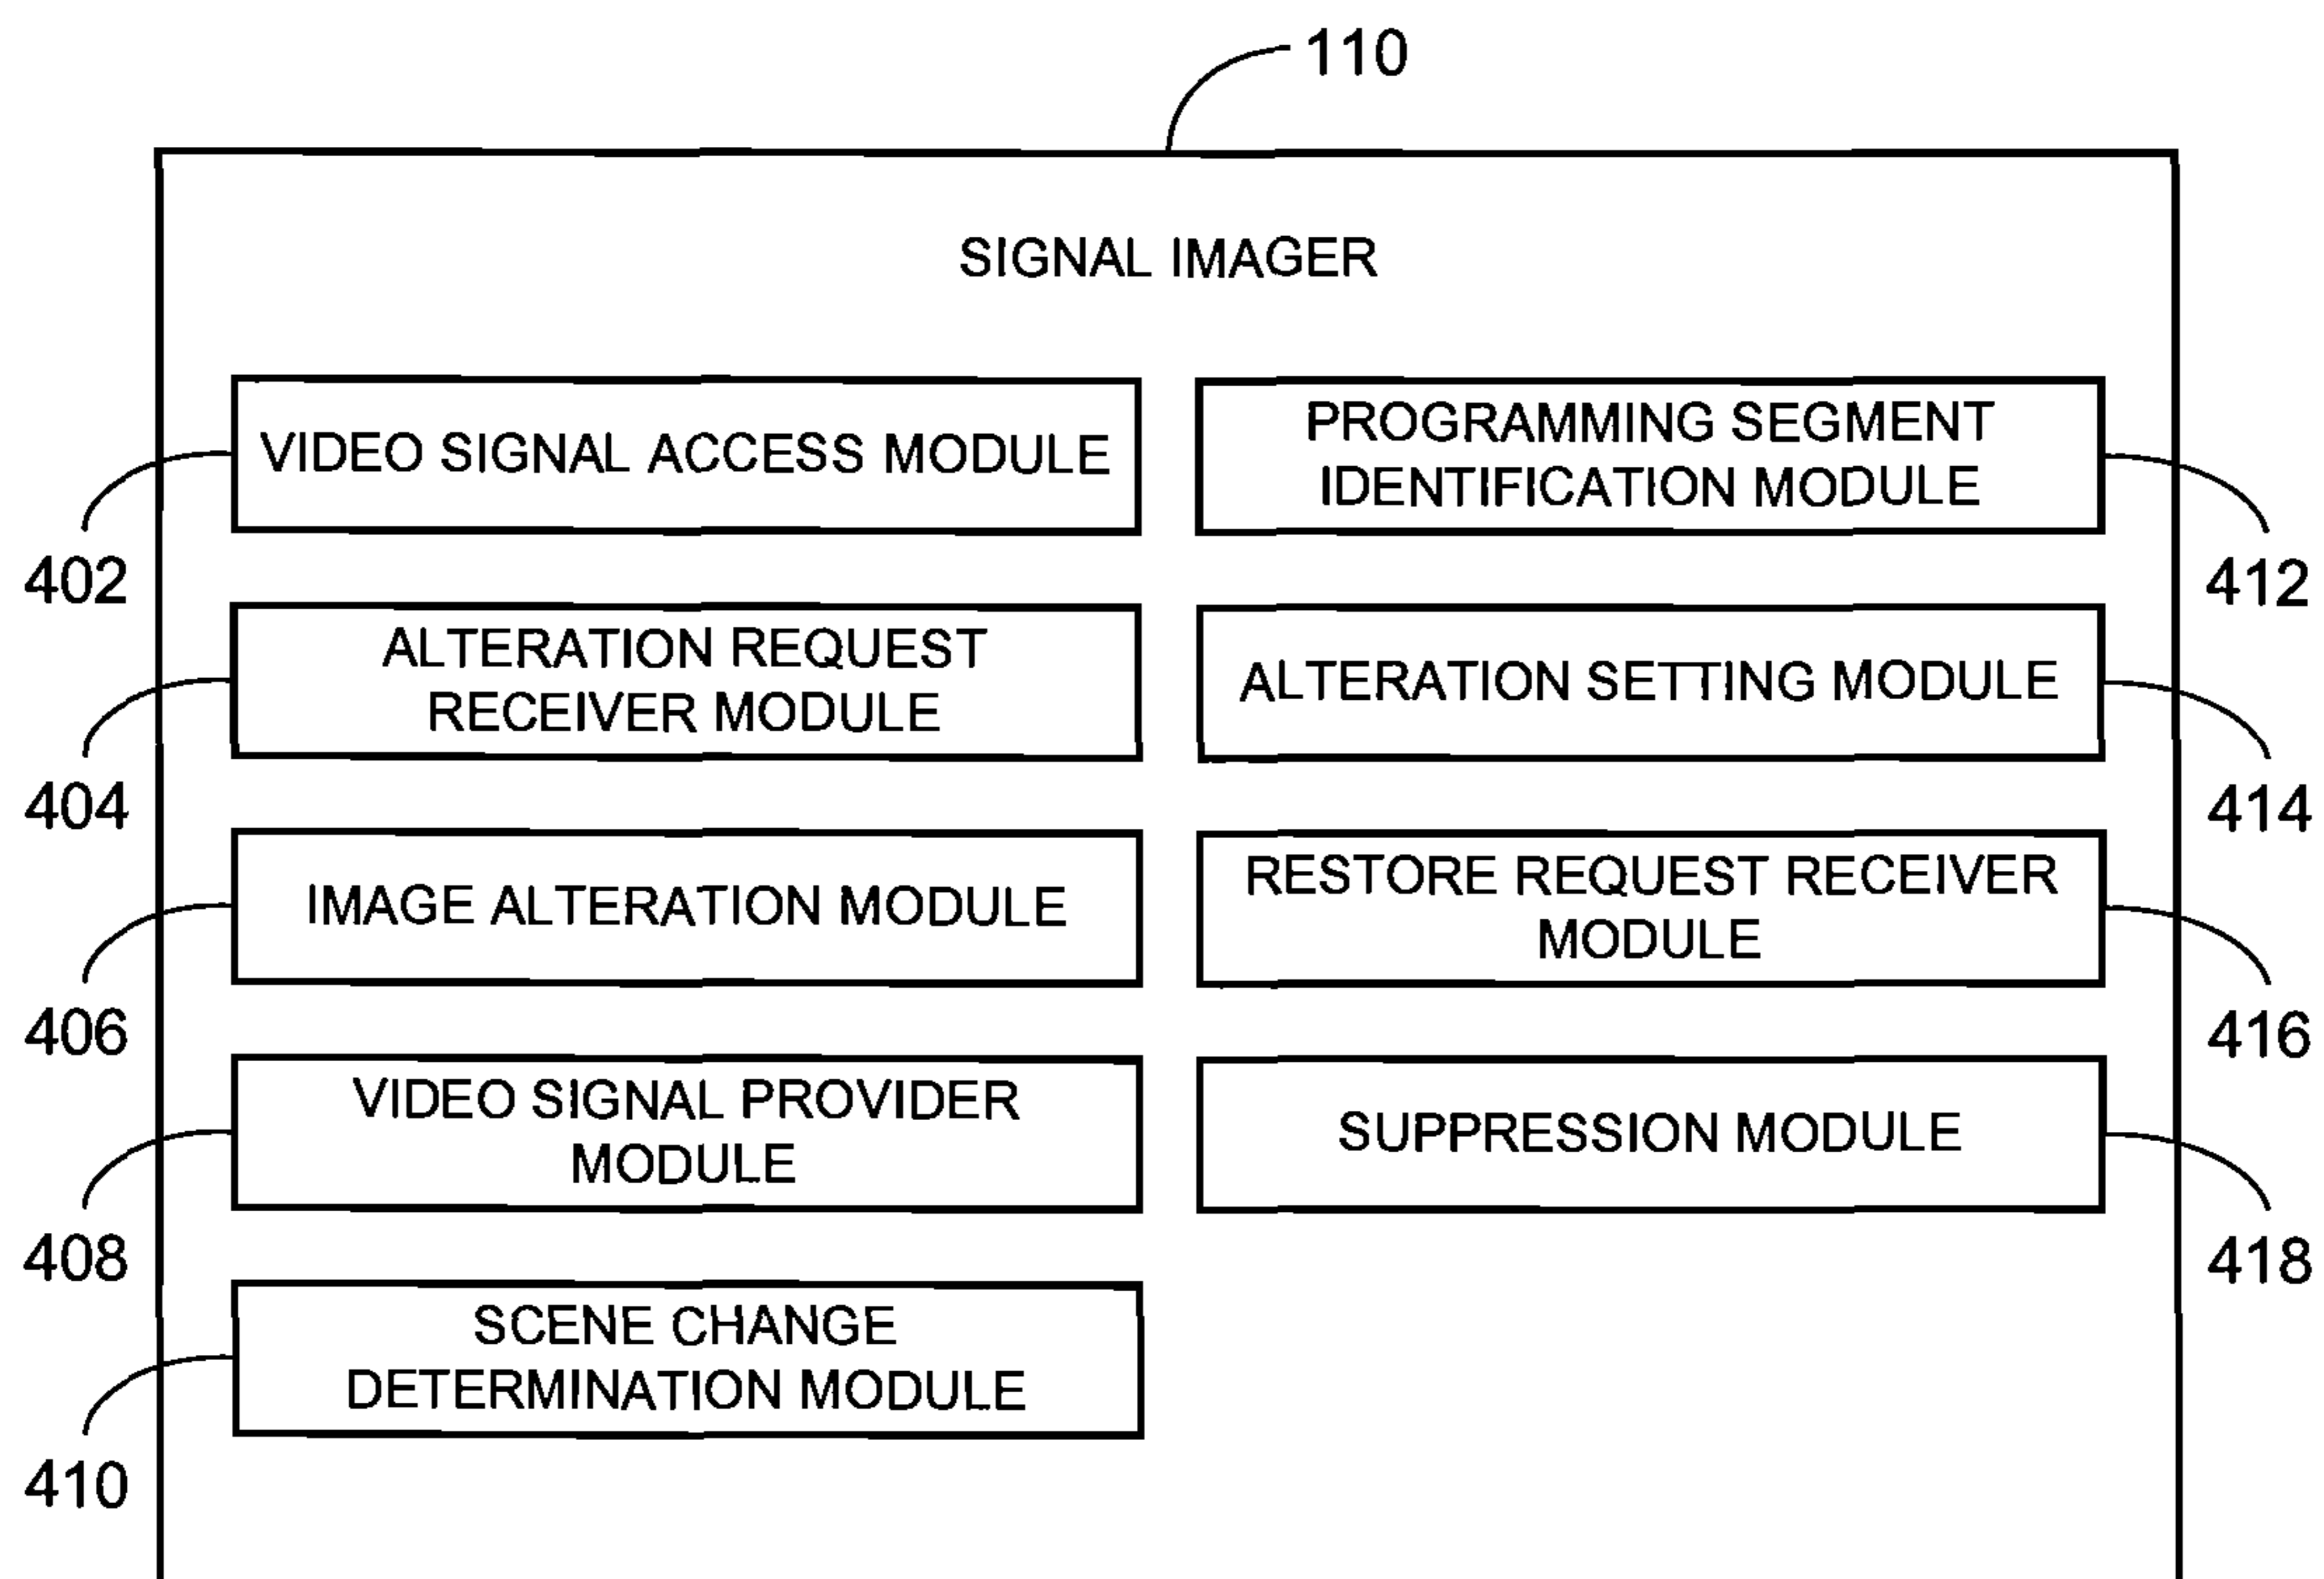 110
SIGNAL IMAGER
VIDEO SIGNAL ACCESS MODULE
402
ALTERATION REQUEST
RECEIVER MODULE
404
IMAGE ALTERATION MODULE
406
VIDEO SIGNAL PROVIDER
MODULE
408
SCENE CHANGE
DETERMINATION MODULE
410
PROGRAMMING SEGMENT
IDENTIFICATION MODULE
412
ALTERATION SETTING MODULE
414
RESTORE REQUEST RECEIVER
MODULE
416
SUPPRESSION MODULE
418